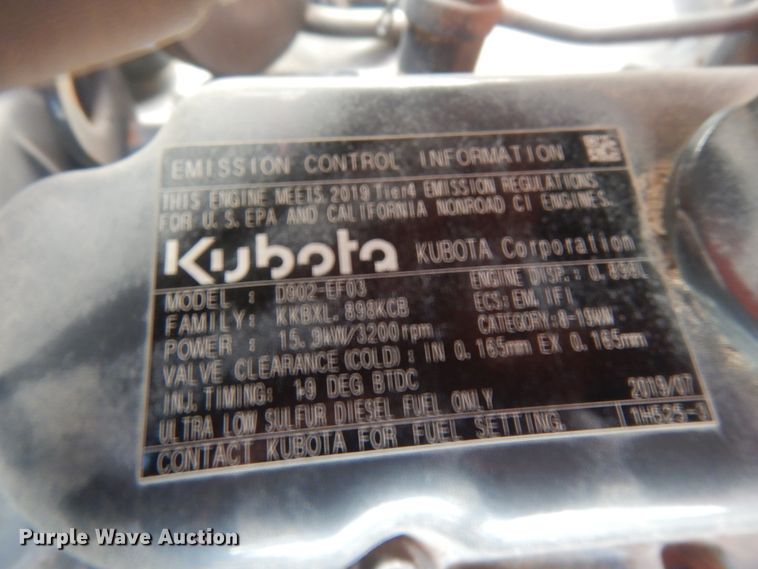 EMISSION CONTROL INFORMATION
THIS ENGINE MEETS 2019 Tier4 EMISSION REGULATIONS
FOR U.S. EPA AND CALIFORNIA NONROAD CI ENGINES.
Kubota KUBOTA Corporation
MODEL : D902-EF03 ENGINE DISP.: 0.898L
FAMILY: KKBXL.898KCB ECS: EM, IFI
POWER : 15.9kW/3200rpm CATEGORY:8-19kW
VALVE CLEARANCE(COLD): IN 0.165mm EX 0.165mm
INJ.TIMING: 19 DEG BTDC
ULTRA LOW SULFUR DIESEL FUEL ONLY 2019/07
CONTACT KUBOTA FOR FUEL SETTING. 1H525-3
Purple Wave Auction